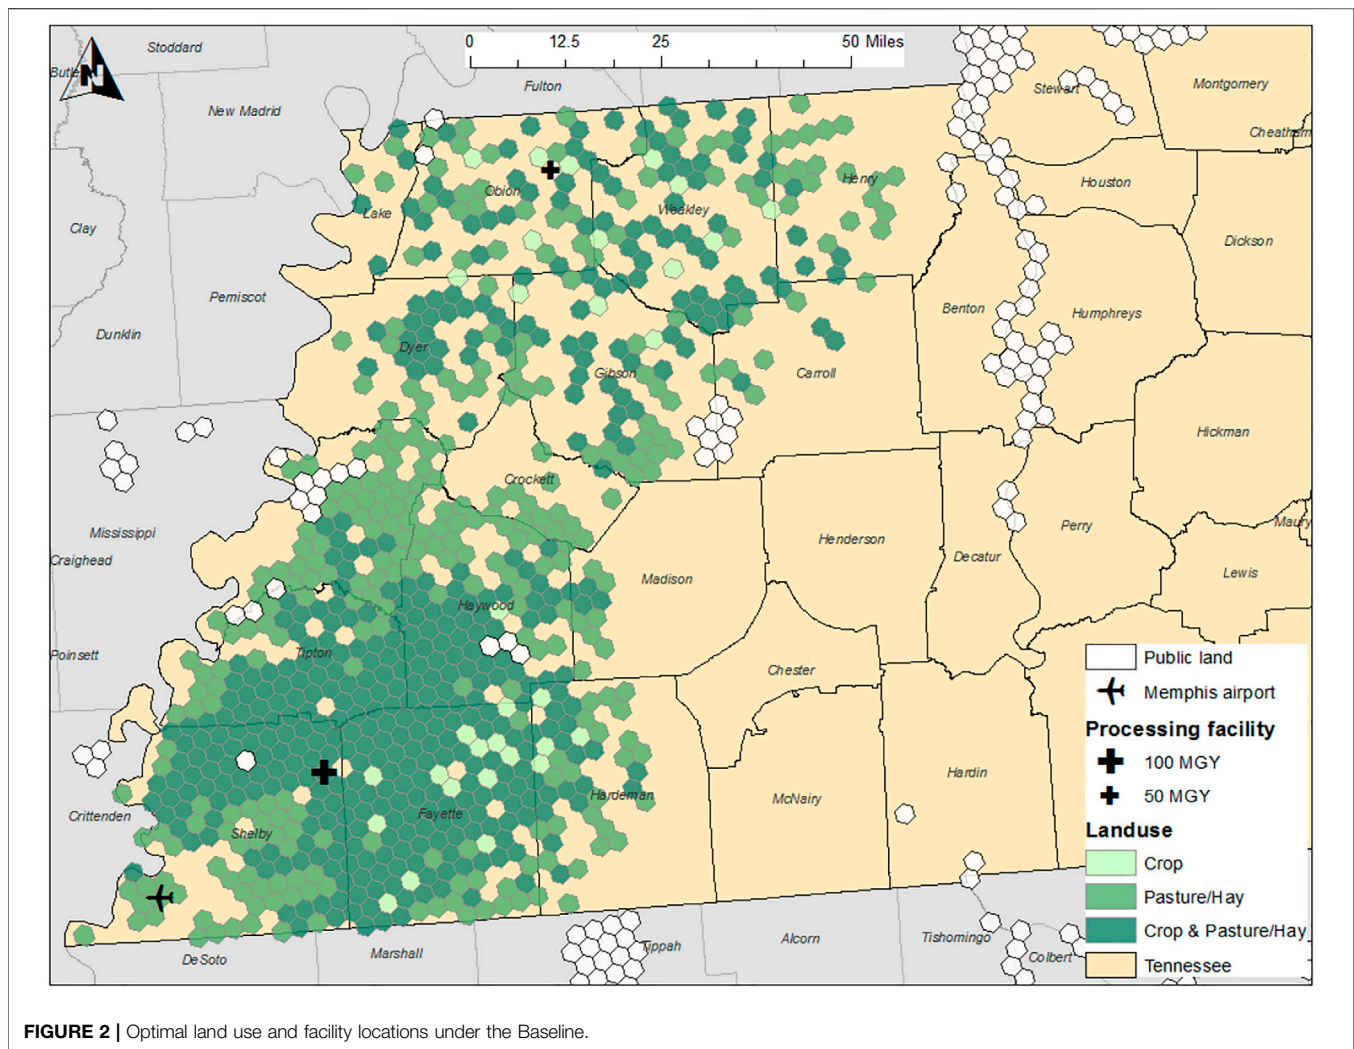 Stoddard
0 12.5 25 50 Miles
Butle
N
Fulton
Stewart
Montgomery
New Madrid
Cheatham
Obion
Henry
Houston
Lake
Weakley
Clay
Dickson
Pemiscot
Benton
Humphreys
Dunklin
Dyer
Gibson
Carroll
Hickman
Crockett
Mississippi
Perry
Maury
Craighead
Henderson
Decatur
Madison
Lewis
Haywood
Poinsett
Tipton
Chester
Public land
Memphis airport
Processing facility
100 MGY
50 MGY
Hardin
Hardeman
McNairy
Crittenden
Fayette
Shelby
Landuse
Crop
Pasture/Hay
Crop & Pasture/Hay
Tennessee
DeSoto
Marshall
Tippah
Alcorn
Tishomingo
Colbert
FIGURE 2 | Optimal land use and facility locations under the Baseline.